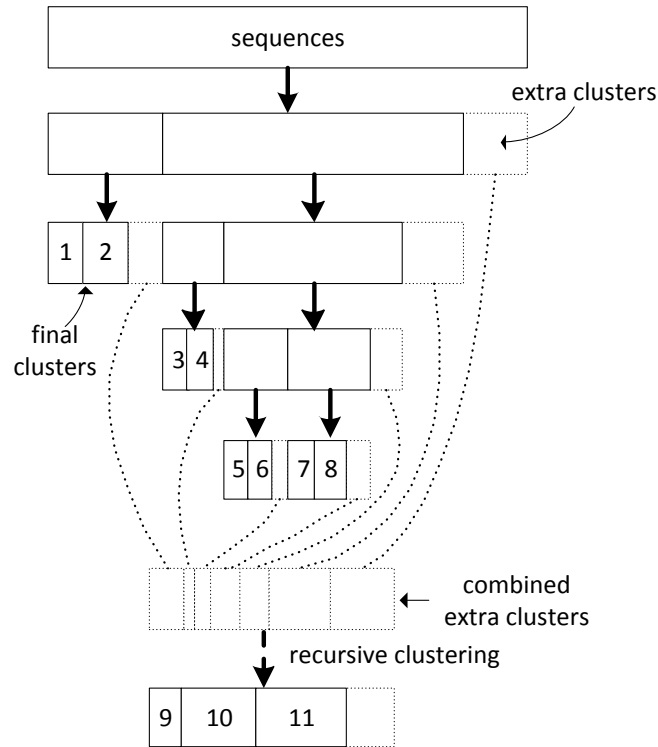 sequences
extra clusters
1 2
final
clusters
3 4
5 6 7 8
combined
extra clusters
recursive clustering
9 10 11